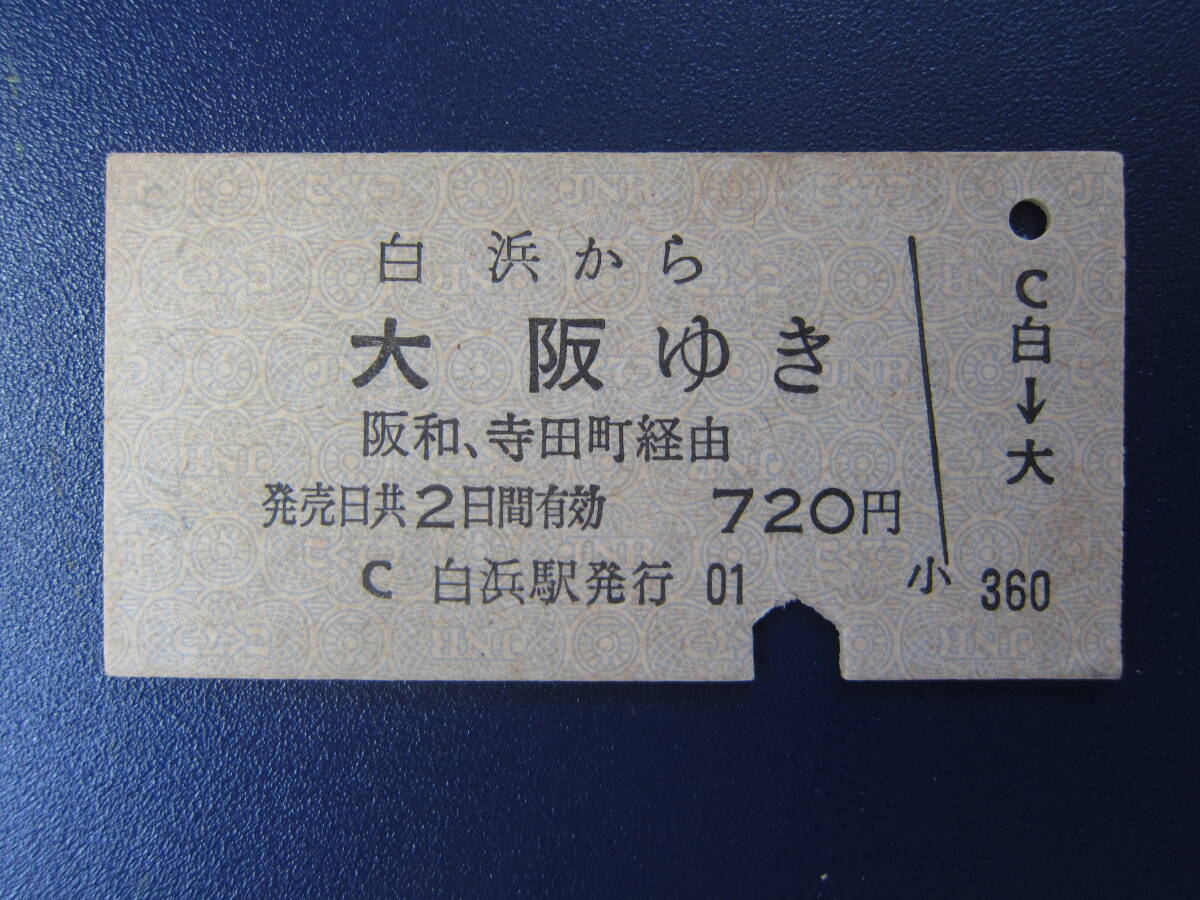 白浜から
大阪ゆき
阪和、寺田町経由
発売日共2日間有効 720円
C 白浜駅発行 01
小 360
C白→大